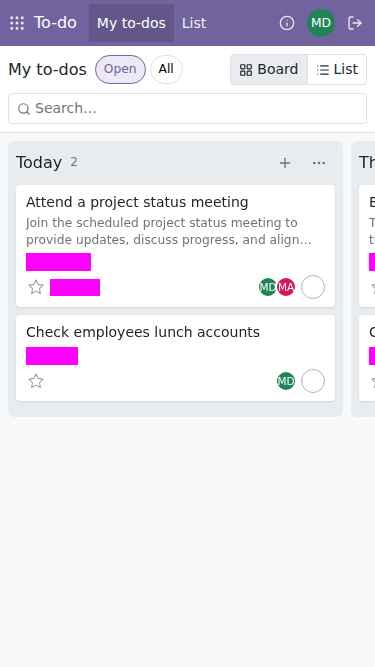 To-do My to-dos List MD
My to-dos Open All Board List
Search...
Today 2
Attend a project status meeting
Join the scheduled project status meeting to
provide updates, discuss progress, and align...
MD MA
Check employees lunch accounts
MD